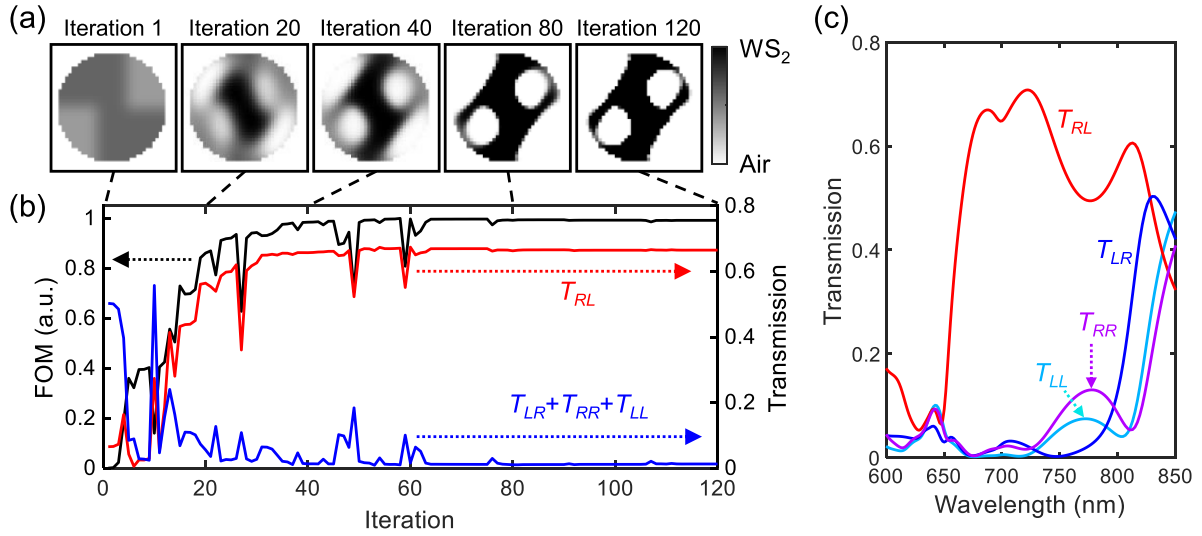 (a)
Iteration 1 Iteration 20 Iteration 40 Iteration 80 Iteration 120
WS2
Air
(b)
1
0.8
0.6
0.4
0.2
0
FOM (a.u.)
0.8
0.6
0.4
0.2
0
Transmission
TRL
TLR+TRR+TLL
0 20 40 60 80 100 120
Iteration
(c)
0.8
0.6
0.4
0.2
0
Transmission
TRL
TLR
TRR
TLL
600 650 700 750 800 850
Wavelength (nm)